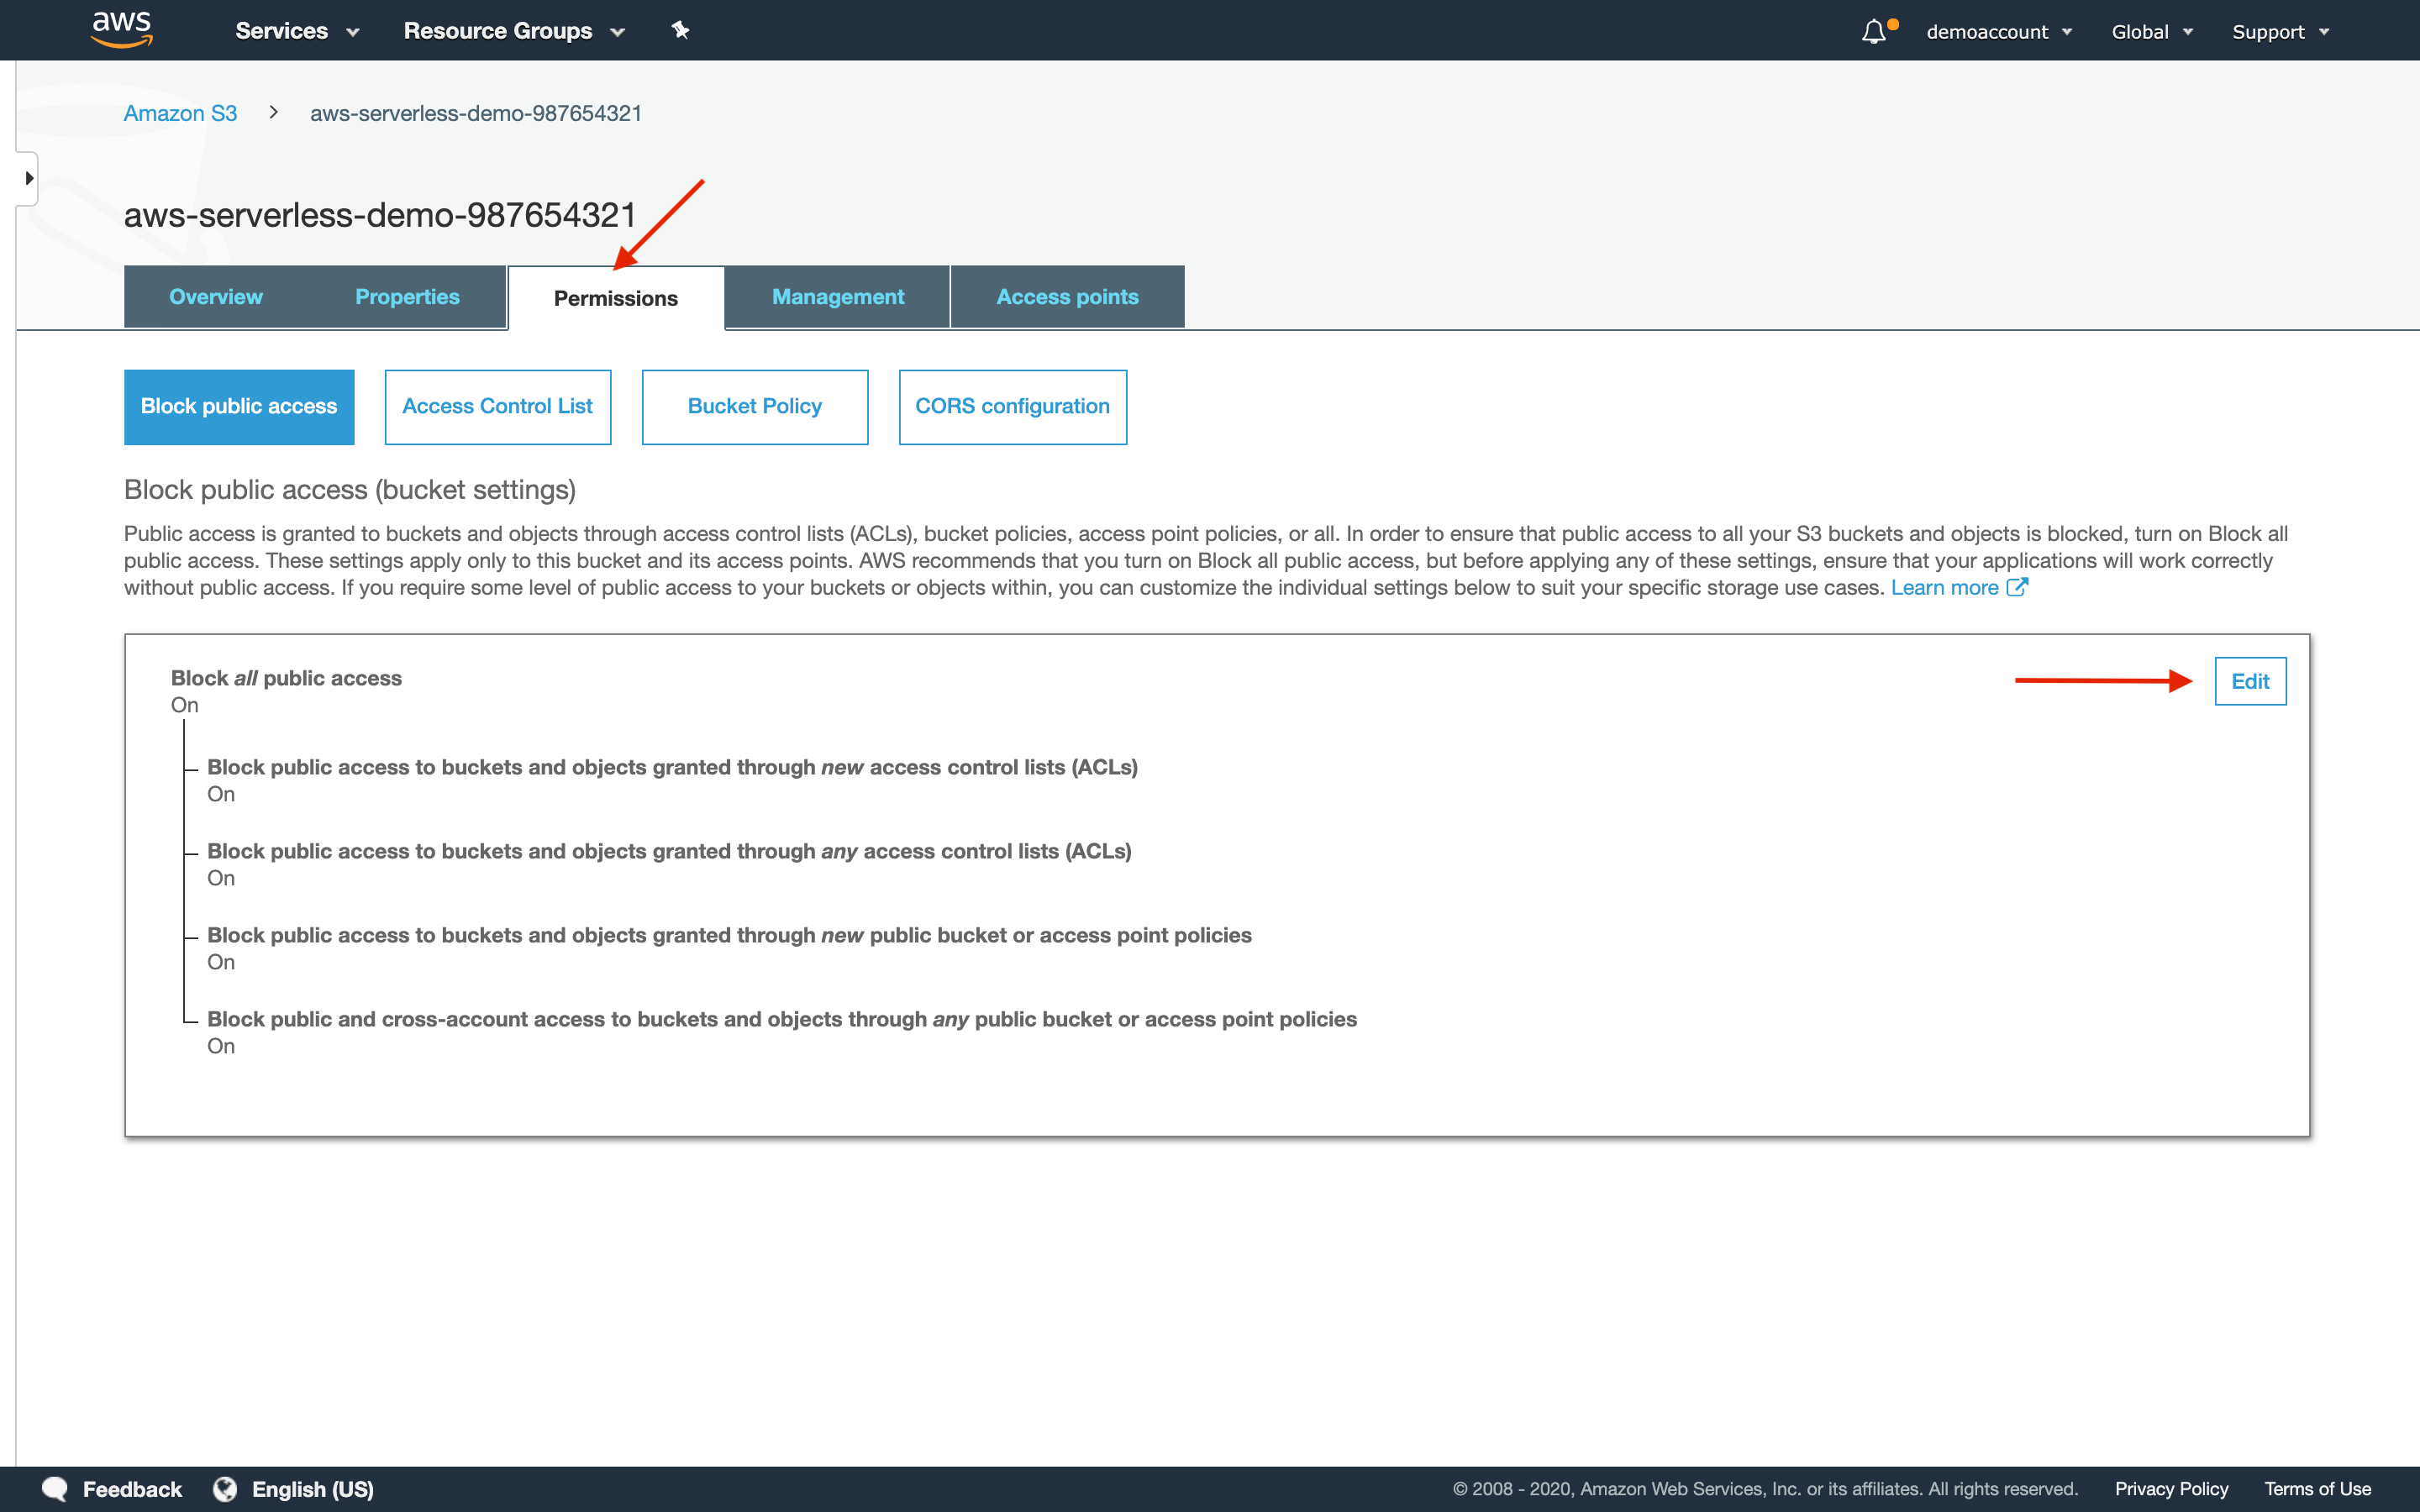 aws Services Resource Groups demoaccount Global Support
Amazon S3 > aws-serverless-demo-987654321
aws-serverless-demo-987654321
Overview Properties Permissions Management Access points
Block public access Access Control List Bucket Policy CORS configuration
Block public access (bucket settings)
Public access is granted to buckets and objects through access control lists (ACLs), bucket policies, access point policies, or all. In order to ensure that public access to all your S3 buckets and objects is blocked, turn on Block all
public access. These settings apply only to this bucket and its access points. AWS recommends that you turn on Block all public access, but before applying any of these settings, ensure that your applications will work correctly
without public access. If you require some level of public access to your buckets or objects within, you can customize the individual settings below to suit your specific storage use cases. Learn more
Block all public access
On
Edit
Block public access to buckets and objects granted through new access control lists (ACLs)
On
Block public access to buckets and objects granted through any access control lists (ACLs)
On
Block public access to buckets and objects granted through new public bucket or access point policies
On
Block public and cross-account access to buckets and objects through any public bucket or access point policies
On
Feedback English (US) © 2008 - 2020, Amazon Web Services, Inc. or its affiliates. All rights reserved. Privacy Policy Terms of Use